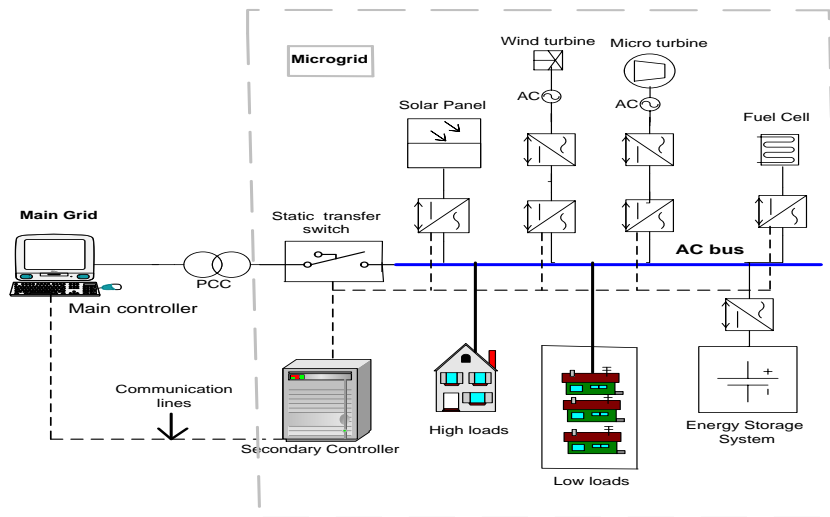 Wind turbine
Micro turbine
Microgrid
AC
AC
Solar Panel
Fuel Cell
Main Grid
Static transfer
switch
AC bus
PCC
Main controller
Communication
lines
High loads
Energy Storage
System
Secondary Controller
Low loads